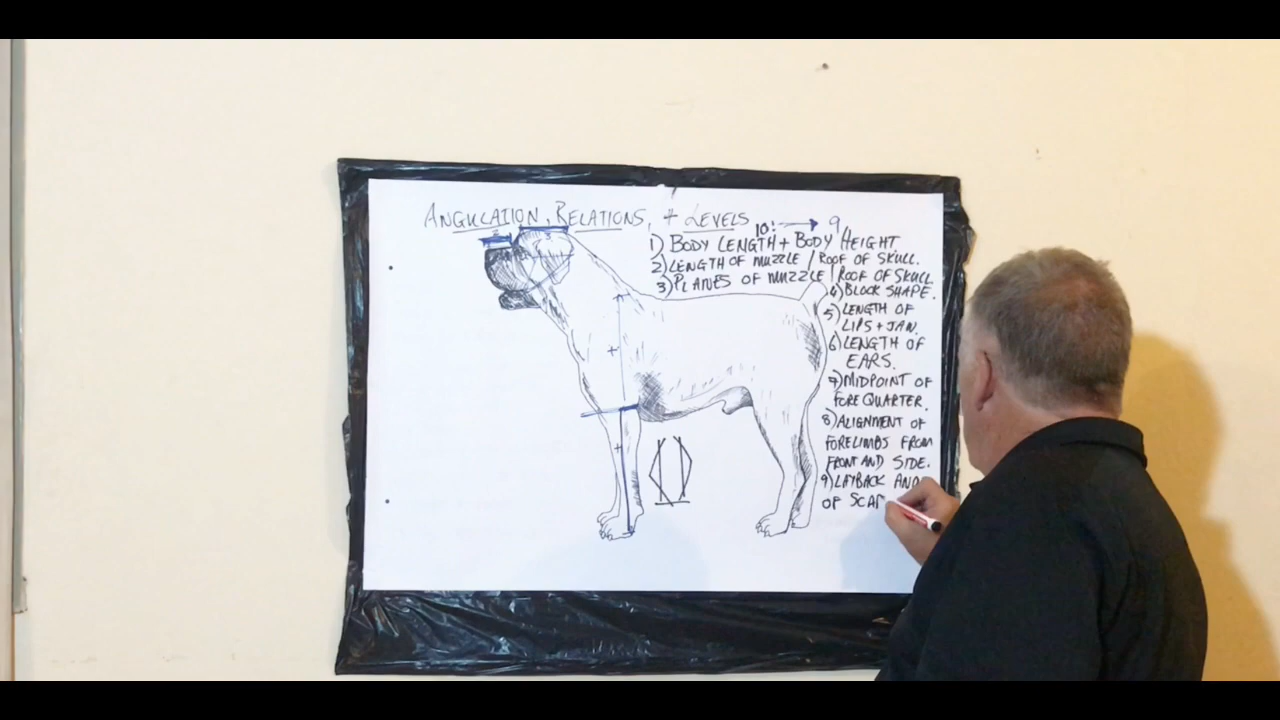 ANGULATION, RELATIONS, + LEVELS
10: → 9
1) BODY LENGTH + BODY HEIGHT.
2) LENGTH OF MUZZLE / ROOF OF SKULL.
3) PLANES OF MUZZLE / ROOF OF SKULL.
4) BLOCK SHAPE.
5) LENGTH OF
LIPS + JAN.
6) LENGTH OF
EARS.
7) MIDPOINT OF
FORE QUARTER.
8) ALIGNMENT OF
FORELIMBS FROM
FRONT AND SIDE.
9) LAYBACK
OF